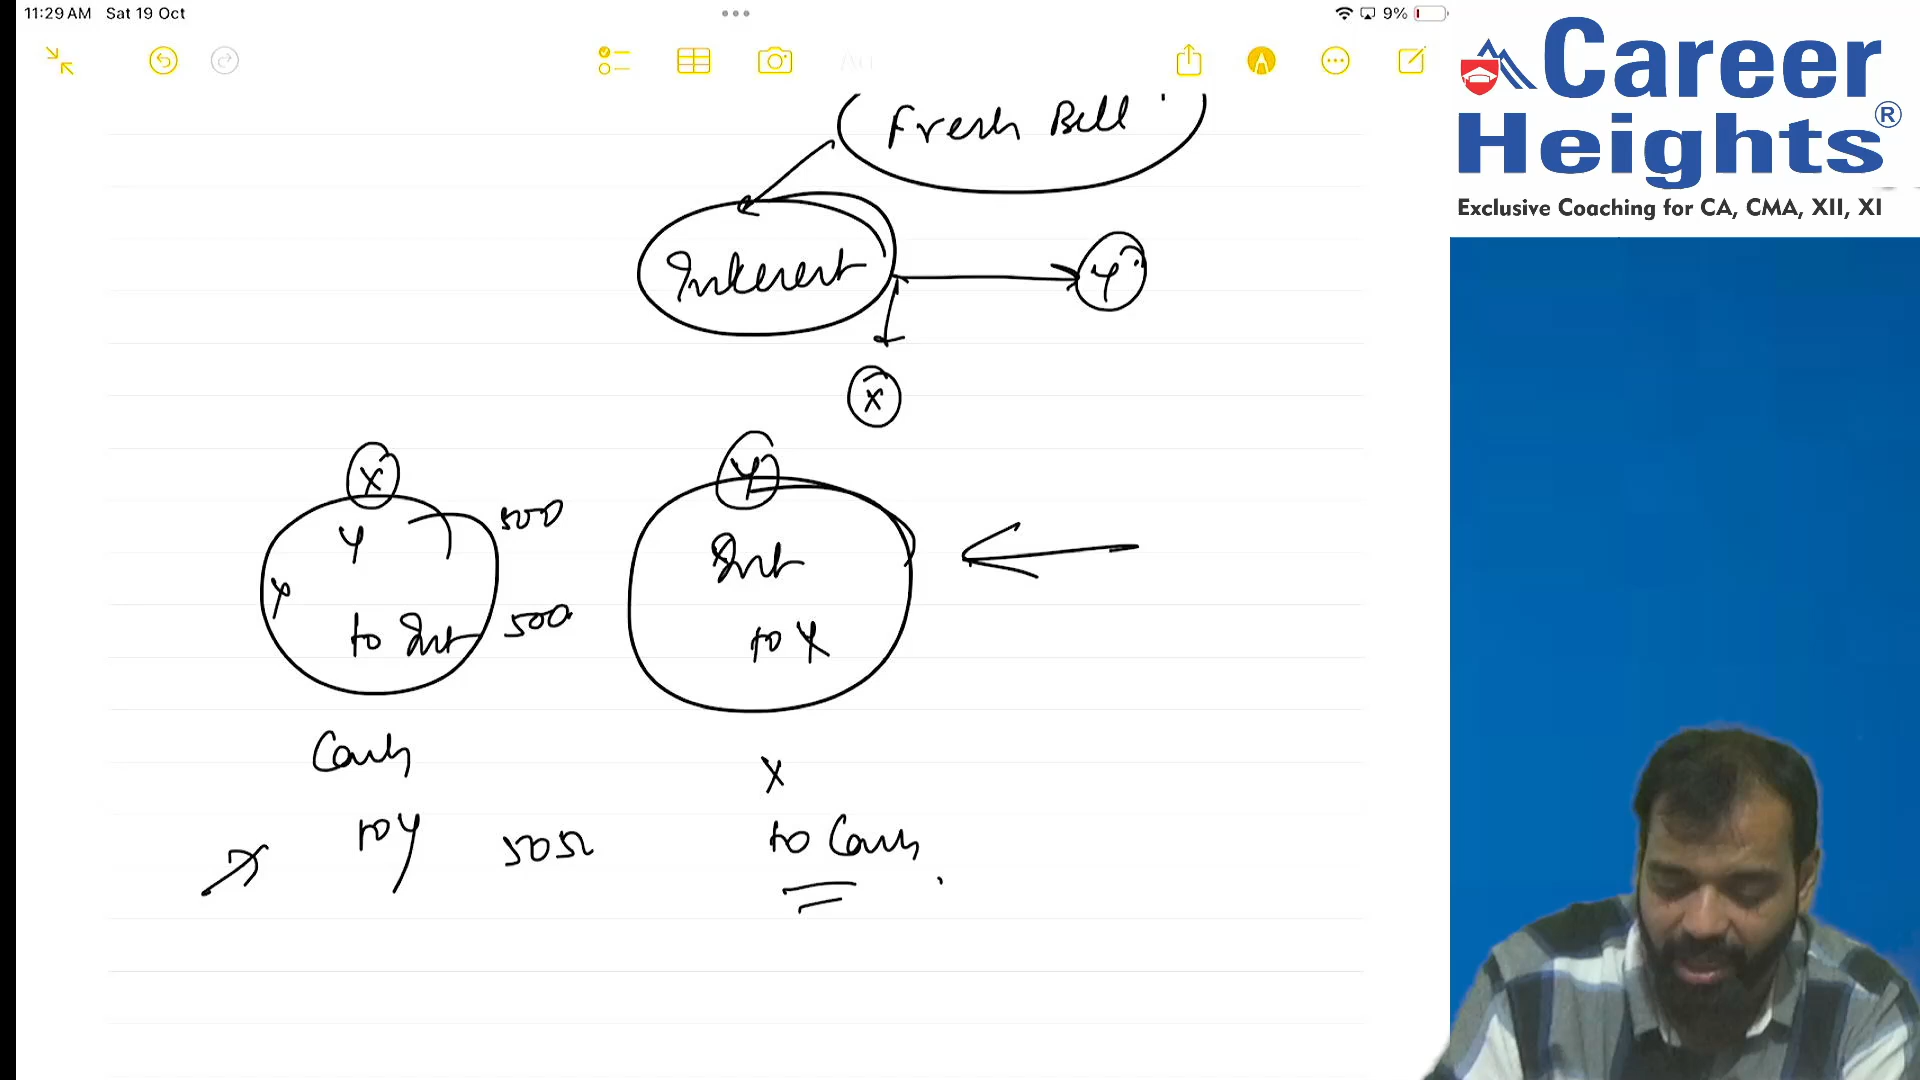 11:29 AM Sat 19 Oct
9%
Career
Heights®
Exclusive Coaching for CA, CMA, XII, XI
Fresh Bill
Interest
Y
X
X
Y
Y 500
Int
Y
to Int 500
to X
Cash
X
to Y
to Cash